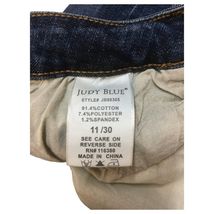 JUDY BLUE
STYLE# JB88305
91.4%COTTON
7.4%POLYESTER
1.2%SPANDEX
11/30
SEE CARE ON
REVERSE SIDE
RN# 116388
MADE IN CHINA